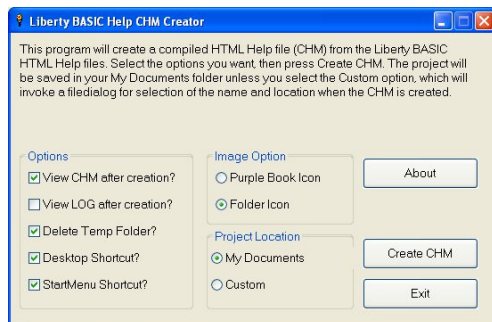 Liberty BASIC Help CHM Creator
This program will create a compiled HTML Help file (CHM) from the Liberty BASIC
HTML Help files. Select the options you want, then press Create CHM. The project
will be saved in your My Documents folder unless you select the Custom option, which will
invoke a filedialog for selection of the name and location when the CHM is created.
Options
View CHM after creation?
View LOG after creation?
Delete Temp Folder?
Desktop Shortcut?
StartMenu Shortcut?
Image Option
Purple Book Icon
Folder Icon
Project Location
My Documents
Custom
About
Create CHM
Exit